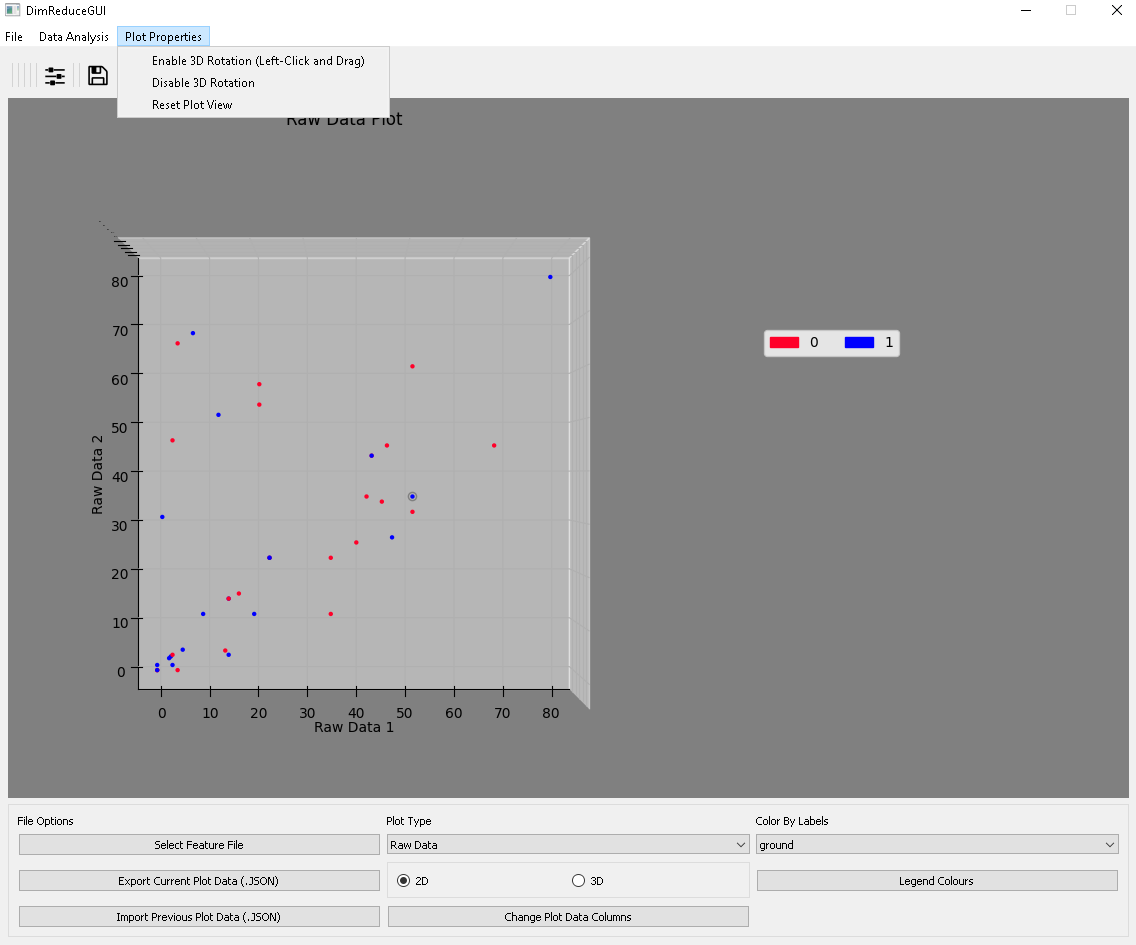 DimReduceGUI
File Data Analysis Plot Properties
Enable 3D Rotation (Left-Click and Drag)
Disable 3D Rotation
Reset Plot View
Raw Data Plot
0 1
80
70
60
50
40
30
20
10
0
Raw Data 2
0 10 20 30 40 50 60 70 80
Raw Data 1
File Options Plot Type Color By Labels
Select Feature File Raw Data ground
Export Current Plot Data (.JSON) 2D 3D Legend Colours
Import Previous Plot Data (.JSON) Change Plot Data Columns